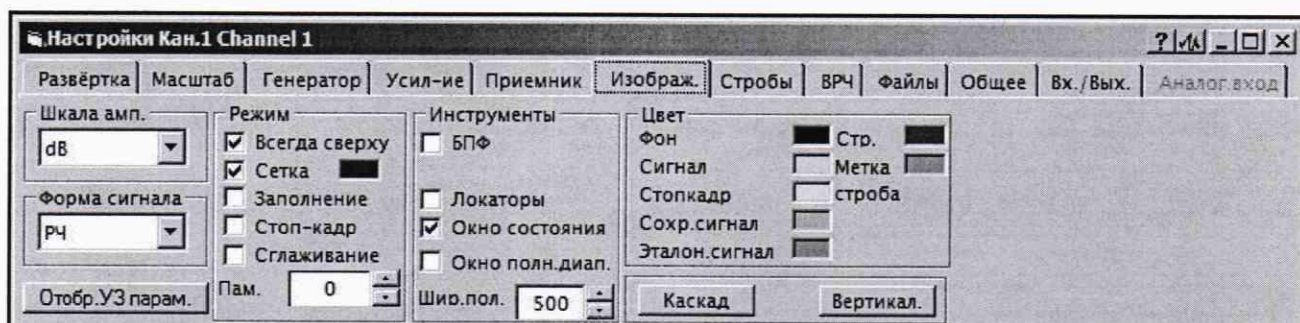 Настройки Кан.1 Channel 1
Развёртка Масштаб Генератор Усил-ие Приемник Изображ. Стробы ВРЧ Файлы Общее Вх./Вых. Аналог.вход
Шкала амп.
dB
Форма сигнала
РЧ
Отобр.УЗ парам.
Режим
Всегда сверху
Сетка
Заполнение
Стоп-кадр
Сглаживание
Пам. 0
Инструменты
БПФ
Локаторы
Окно состояния
Окно полн.диап.
Шир.пол. 500
Цвет
Фон Стр.
Сигнал Метка
Стопкадр строба
Сохр.сигнал
Эталон.сигнал
Каскад Вертикал.